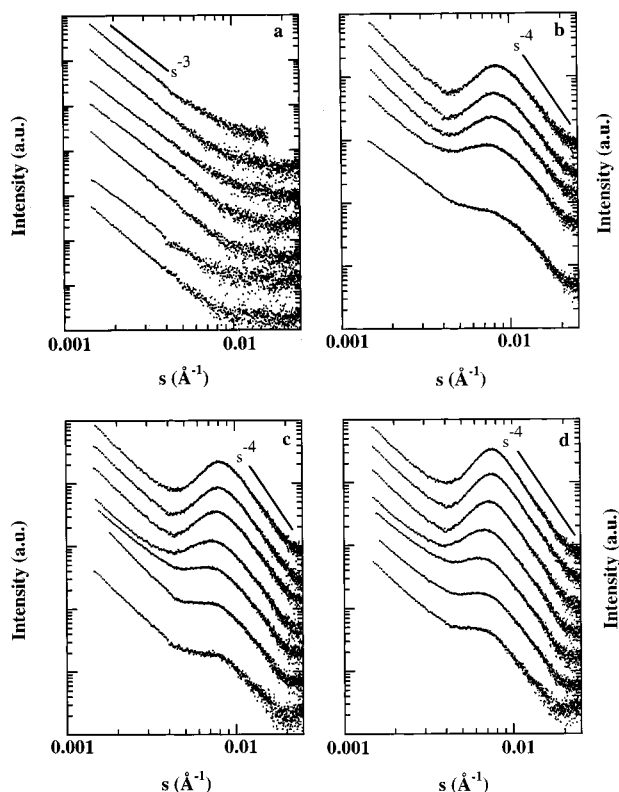 a
s⁻³
Intensity (a.u.)
0.001
0.01
s (Å⁻¹)
b
s⁻⁴
Intensity (a.u.)
0.001
0.01
s (Å⁻¹)
c
s⁻⁴
Intensity (a.u.)
0.001
0.01
s (Å⁻¹)
d
s⁻⁴
Intensity (a.u.)
0.001
0.01
s (Å⁻¹)